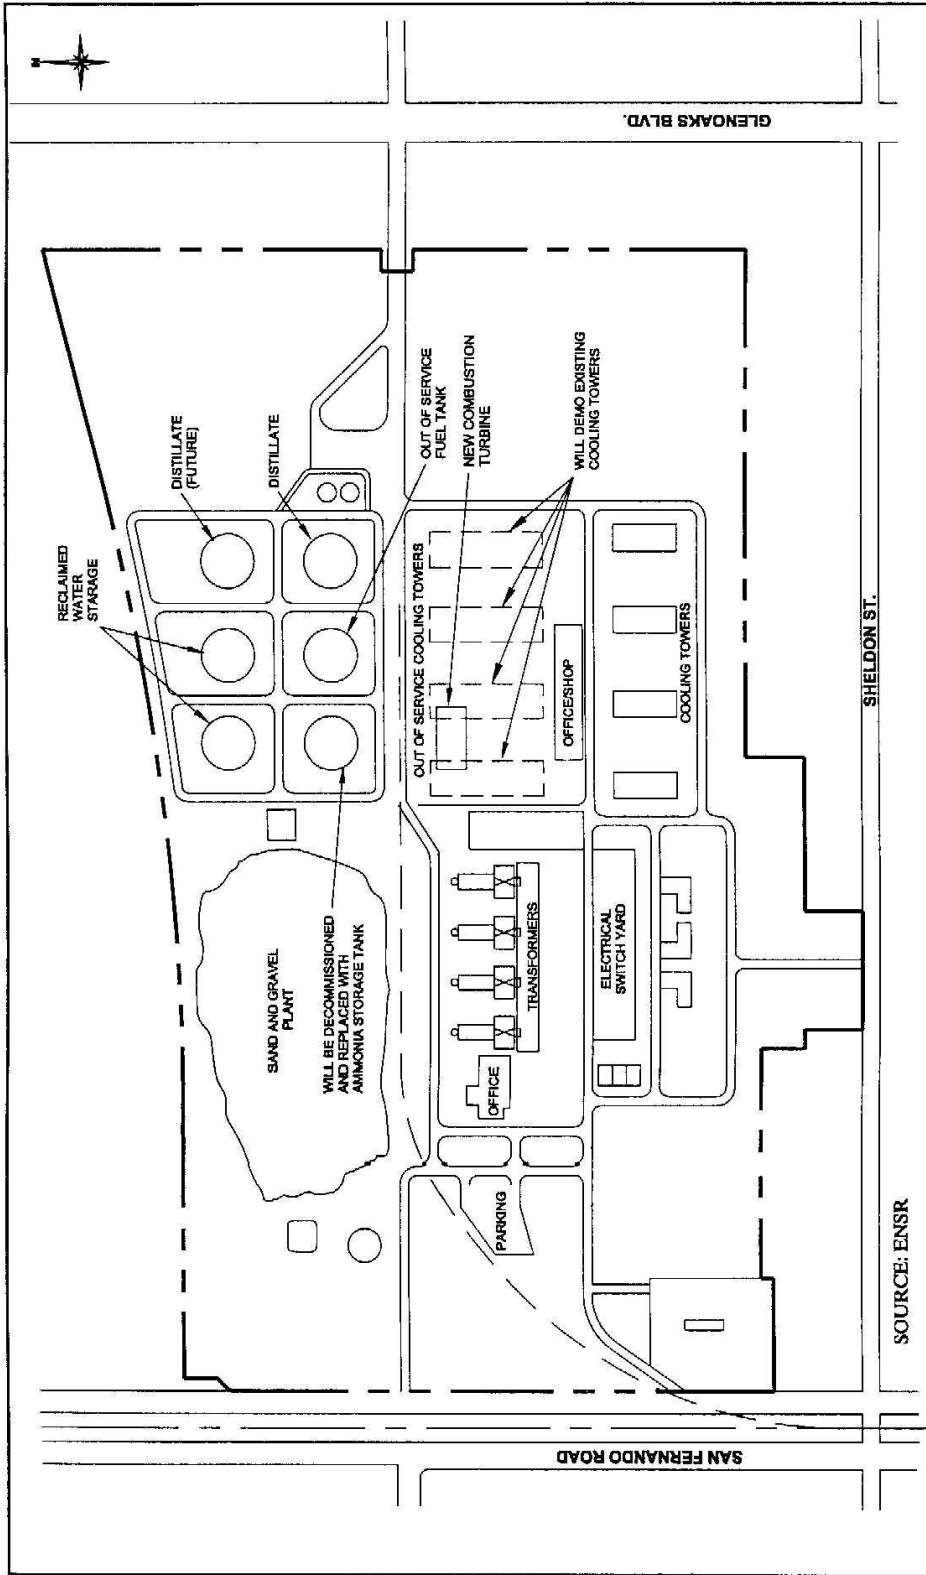 N
GLENOAKS BLVD.
DISTILLATE
(FUTURE)
DISTILLATE
RECLAIMED
WATER
STARAGE
OUT OF SERVICE
FUEL TANK
NEW COMBUSTION
TURBINE
WILL DEMO EXISTING
COOLING TOWERS
OUT OF SERVICE COOLING TOWERS
OFFICE/SHOP
COOLING TOWERS
SHELDON ST.
SAND AND GRAVEL
PLANT
WILL BE DECOMMISSIONED
AND REPLACED WITH
AMMONIA STORAGE TANK
TRANSFORMERS
ELECTRICAL
SWITCH YARD
OFFICE
PARKING
SAN FERNANDO ROAD
SOURCE: ENSR